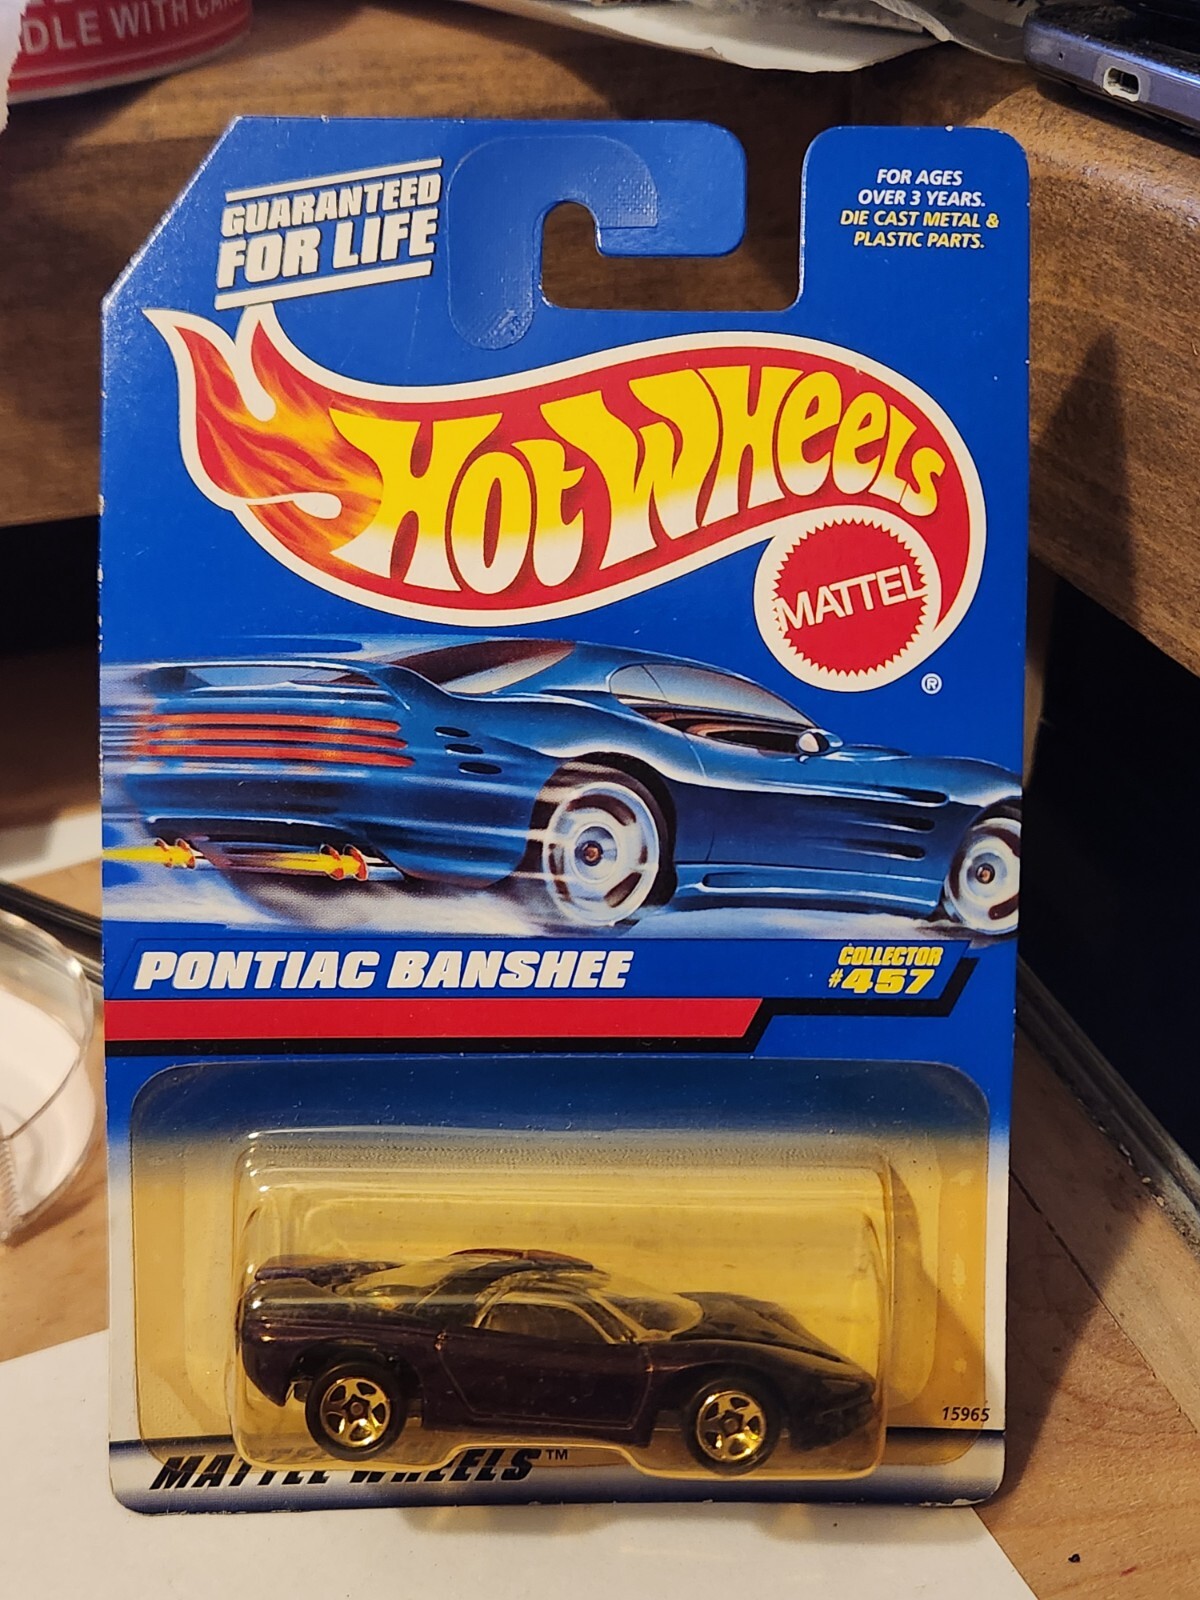 DLE WITH
GUARANTEED
FOR LIFE
FOR AGES
OVER 3 YEARS.
DIE CAST METAL &
PLASTIC PARTS.
HOT WHEELS
MATTEL
®
PONTIAC BANSHEE
COLLECTOR
#457
15965
MATTEL WHEELS™